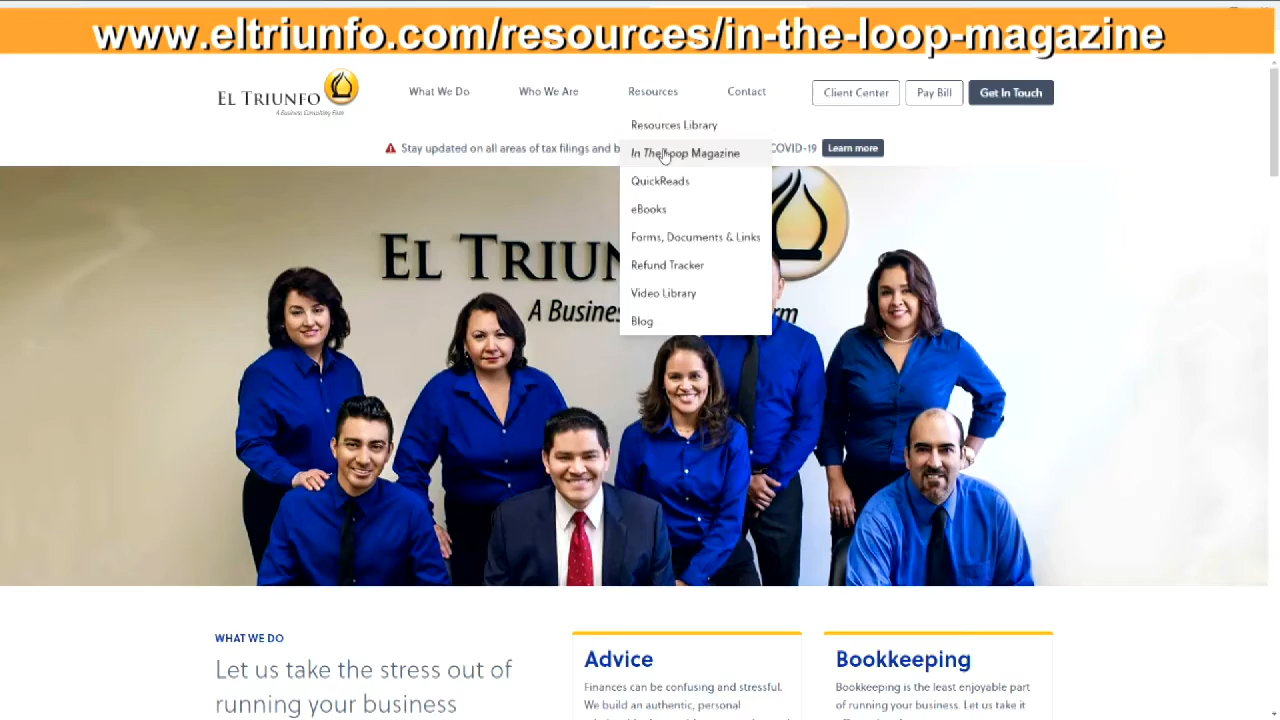 www.eltriunfo.com/resources/in-the-loop-magazine
EL TRIUNFO
A Business Consulting Firm
What We Do
Who We Are
Resources
Contact
Client Center
Pay Bill
Get In Touch
Stay updated on all areas of tax filings and b
COVID-19
Learn more
Resources Library
In The Loop Magazine
QuickReads
eBooks
Forms, Documents & Links
Refund Tracker
Video Library
Blog
EL TRIUN
A Busines
rm
WHAT WE DO
Let us take the stress out of
running your business
Advice
Finances can be confusing and stressful.
We build an authentic, personal
Bookkeeping
Bookkeeping is the least enjoyable part
of running your business. Let us take it